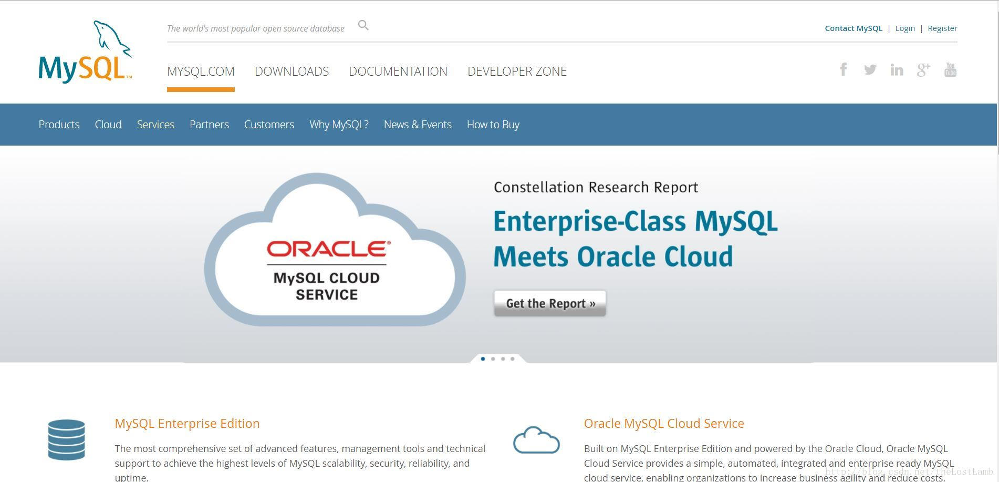 The world's most popular open source database
Contact MySQL | Login | Register
MySQL™
MYSQL.COM DOWNLOADS DOCUMENTATION DEVELOPER ZONE
f in g+ You Tube
Products Cloud Services Partners Customers Why MySQL? News & Events How to Buy
ORACLE®
MySQL CLOUD
SERVICE
Constellation Research Report
Enterprise-Class MySQL
Meets Oracle Cloud
Get the Report »
MySQL Enterprise Edition
The most comprehensive set of advanced features, management tools and technical
support to achieve the highest levels of MySQL scalability, security, reliability, and
uptime.
Oracle MySQL Cloud Service
Built on MySQL Enterprise Edition and powered by the Oracle Cloud, Oracle MySQL
Cloud Service provides a simple, automated, integrated and enterprise ready MySQL
cloud service, enabling organizations to increase business agility and reduce costs.
http://blog.csdn.net/theLostLamb